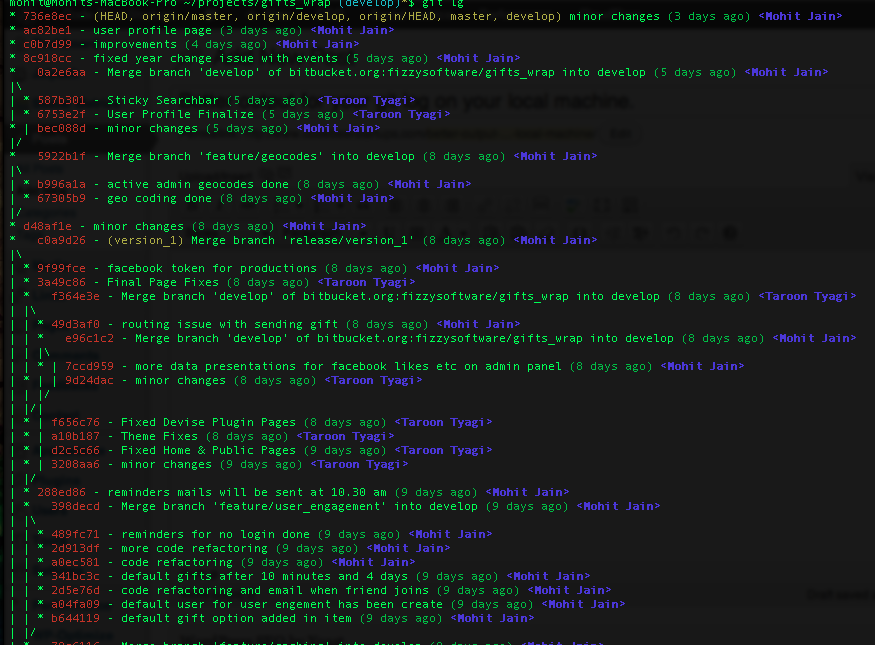 mohit@Mohits-MacBook-Pro ~/projects/gifts_wrap (develop)*$ git lg
* 736e8ec - (HEAD, origin/master, origin/develop, origin/HEAD, master, develop) minor changes (3 days ago) <Mohit Jain>
* ac82be1 - user profile page (3 days ago) <Mohit Jain>
* c0b7d99 - improvements (4 days ago) <Mohit Jain>
* 8c918cc - fixed year change issue with events (5 days ago) <Mohit Jain>
*   0a2e6aa - Merge branch 'develop' of bitbucket.org:fizzysoftware/gifts_wrap into develop (5 days ago) <Mohit Jain>
|\
| * 587b301 - Sticky Searchbar (5 days ago) <Taroon Tyagi>
| * 6753e2f - User Profile Finalize (5 days ago) <Taroon Tyagi>
* | bec088d - minor changes (5 days ago) <Mohit Jain>
|/
*   5922b1f - Merge branch 'feature/geocodes' into develop (8 days ago) <Mohit Jain>
|\
| * b996a1a - active admin geocodes done (8 days ago) <Mohit Jain>
| * 67305b9 - geo coding done (8 days ago) <Mohit Jain>
|/
* d48af1e - minor changes (8 days ago) <Mohit Jain>
*   c0a9d26 - (version_1) Merge branch 'release/version_1' (8 days ago) <Mohit Jain>
|\
| * 9f99fce - facebook token for productions (8 days ago) <Mohit Jain>
| * 3a49c86 - Final Page Fixes (8 days ago) <Taroon Tyagi>
| *   f364e3e - Merge branch 'develop' of bitbucket.org:fizzysoftware/gifts_wrap into develop (8 days ago) <Taroon Tyagi>
| |\
| | * 49d3af0 - routing issue with sending gift (8 days ago) <Mohit Jain>
| | *   e96c1c2 - Merge branch 'develop' of bitbucket.org:fizzysoftware/gifts_wrap into develop (8 days ago) <Mohit Jain>
| | |\
| | * | 7ccd959 - more data presentations for facebook likes etc on admin panel (8 days ago) <Mohit Jain>
| * | | 9d24dac - minor changes (8 days ago) <Taroon Tyagi>
| | |/
| |/|
| * | f656c76 - Fixed Devise Plugin Pages (8 days ago) <Taroon Tyagi>
| * | a10b187 - Theme Fixes (8 days ago) <Taroon Tyagi>
| * | d2c5c66 - Fixed Home & Public Pages (9 days ago) <Taroon Tyagi>
| * | 3208aa6 - minor changes (9 days ago) <Taroon Tyagi>
| |/
| * 288ed86 - reminders mails will be sent at 10.30 am (9 days ago) <Mohit Jain>
| *   398decd - Merge branch 'feature/user_engagement' into develop (9 days ago) <Mohit Jain>
| |\
| | * 489fc71 - reminders for no login done (9 days ago) <Mohit Jain>
| | * 2d913df - more code refactoring (9 days ago) <Mohit Jain>
| | * a0ec581 - code refactoring (9 days ago) <Mohit Jain>
| | * 341bc3c - default gifts after 10 minutes and 4 days (9 days ago) <Mohit Jain>
| | * 2d5e76d - code refactoring and email when friend joins (9 days ago) <Mohit Jain>
| | * a04fa09 - default user for user engement has been create (9 days ago) <Mohit Jain>
| | * b644119 - default gift option added in item (9 days ago) <Mohit Jain>
| |/